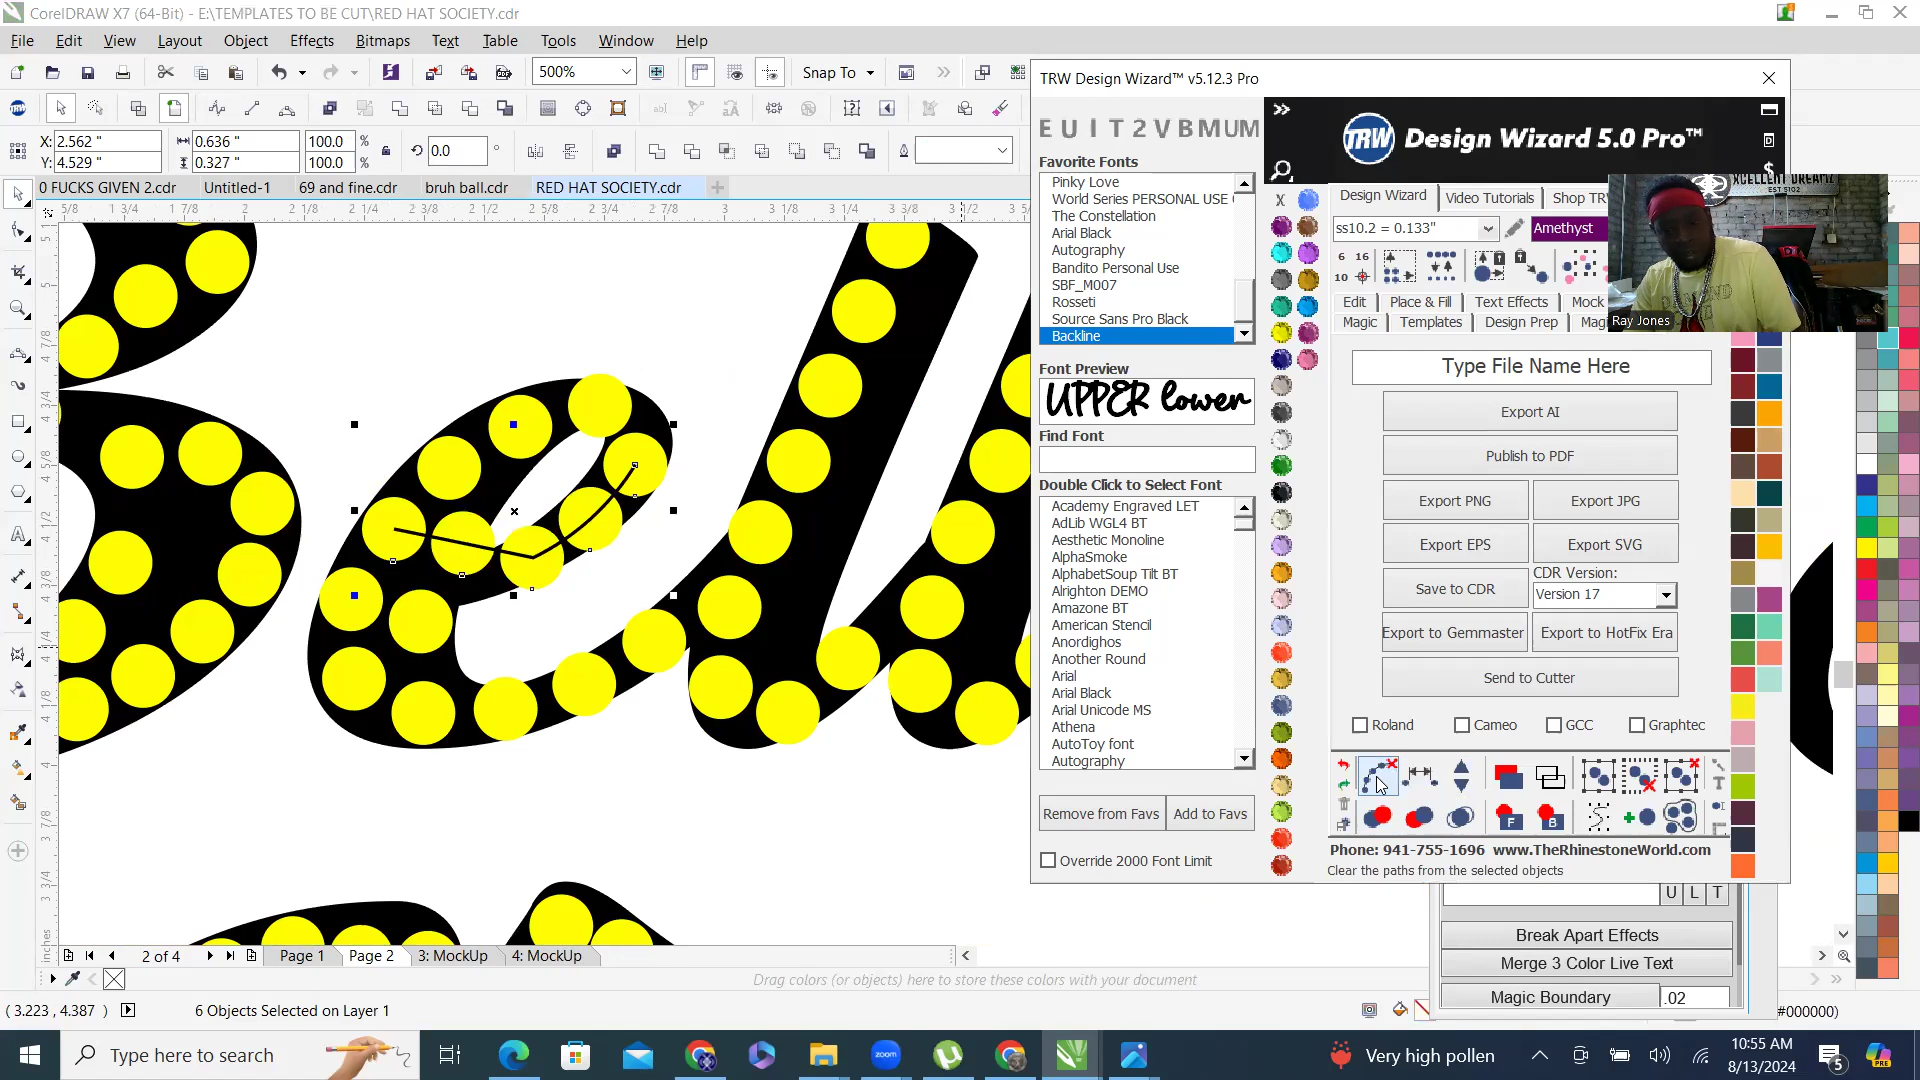 CorelDRAW X7 (64-Bit) - E:\TEMPLATES TO BE CUT\RED HAT SOCIETY.cdr
File Edit View Layout Object Effects Bitmaps Text Table Tools Window Help
500% Snap To
X: 2.562 " 0.636 " 100.0 %
Y: 4.529 " 0.327 " 100.0 % 0.0 °
0 FUCKS GIVEN 2.cdr Untitled-1 69 and fine.cdr bruh ball.cdr RED HAT SOCIETY.cdr
TRW Design Wizard™ v5.12.3 Pro
E U I T 2 V B M U M
Favorite Fonts
Pinky Love
World Series PERSONAL USE
The Constellation
Arial Black
Autography
Bandito Personal Use
SBF_M007
Rosseti
Source Sans Pro Black
Backline
Font Preview
UPPER lower
Find Font
Double Click to Select Font
Academy Engraved LET
AdLib WGL4 BT
Aesthetic Monoline
AlphaSmoke
AlphabetSoup Tilt BT
Alrighton DEMO
Amazone BT
American Stencil
Anordighos
Another Round
Arial
Arial Black
Arial Unicode MS
Athena
AutoToy font
Autography
Remove from Favs Add to Favs
Override 2000 Font Limit
TRW Design Wizard 5.0 Pro™
Design Wizard Video Tutorials Shop TR
ss10.2 = 0.133" Amethyst
6 16
10
Edit Place & Fill Text Effects Mock
Magic Templates Design Prep
XCELLENT DREAMZ
EST 5102
Ray Jones
Type File Name Here
Export AI
Publish to PDF
Export PNG Export JPG
Export EPS Export SVG
CDR Version:
Save to CDR Version 17
Export to Gemmaster Export to HotFix Era
Send to Cutter
Roland Cameo GCC Graphtec
Phone: 941-755-1696 www.TheRhinestoneWorld.com
Clear the paths from the selected objects
U L T
Break Apart Effects
Merge 3 Color Live Text
Magic Boundary .02
2 of 4 Page 1 Page 2 3: MockUp 4: MockUp
Drag colors (or objects) here to store these colors with your document
( 3.223 , 4.387 ) 6 Objects Selected on Layer 1 #000000)
Type here to search
zoom
Very high pollen
10:55 AM
8/13/2024
5